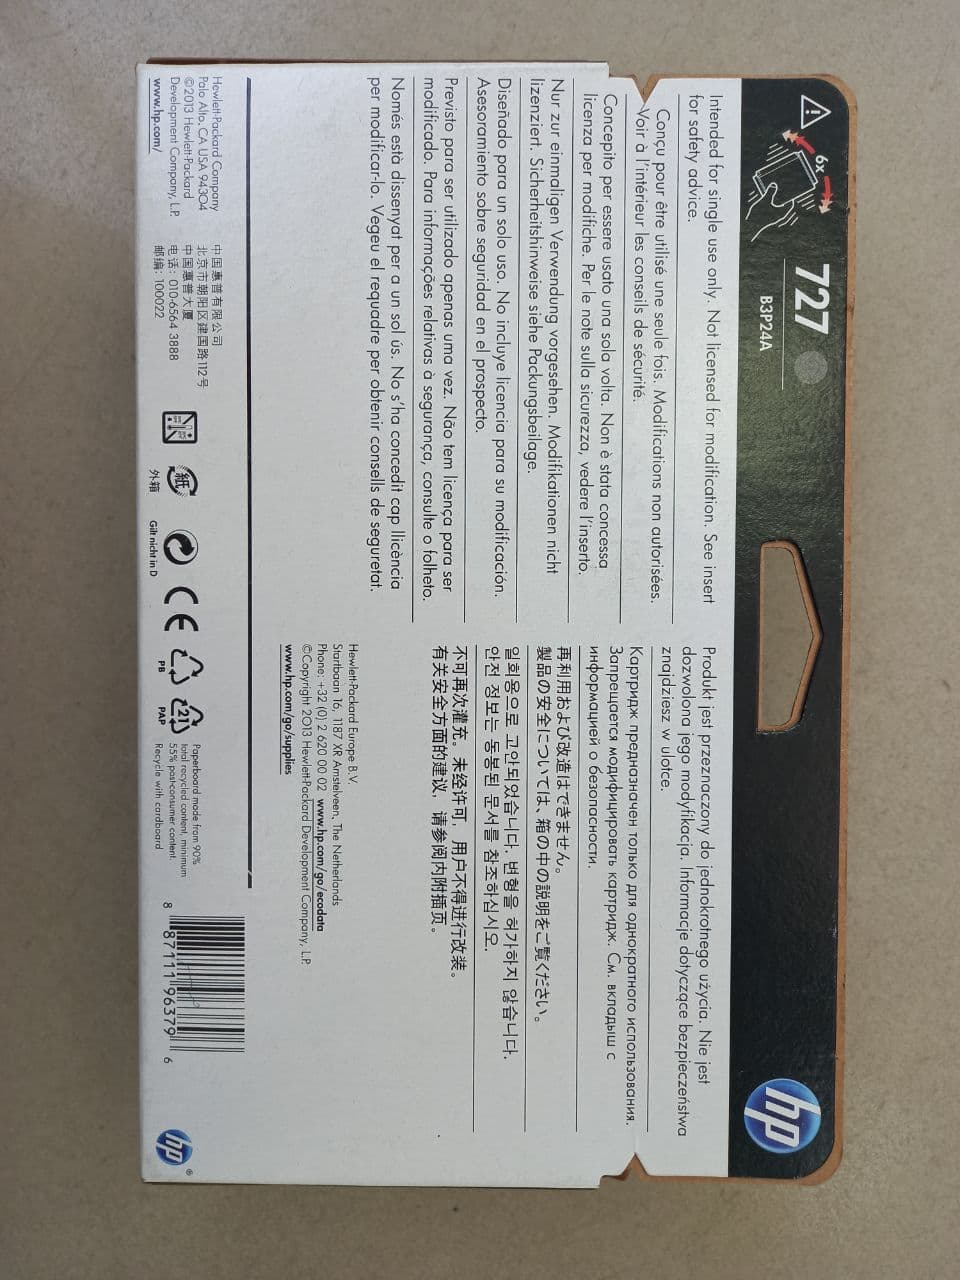 6x
727
B3P24A
hp
Intended for single use only. Not licensed for modification. See insert
for safety advice.
Conçu pour être utilisé une seule fois. Modifications non autorisées.
Voir à l'intérieur les conseils de sécurité.
Concepito per essere usato una sola volta. Non è stata concessa
licenza per modifiche. Per le note sulla sicurezza, vedere l'inserto.
Nur zur einmaligen Verwendung vorgesehen. Modifikationen nicht
lizenziert. Sicherheitshinweise siehe Packungsbeilage.
Diseñado para un solo uso. No incluye licencia para su modificación.
Asesoramiento sobre seguridad en el prospecto.
Previsto para ser utilizado apenas uma vez. Não tem licença para ser
modificado. Para informações relativas à segurança, consulte o folheto.
Només està dissenyat per a un sol ús. No s'ha concedit cap llicència
per modificar-lo. Vegeu el requadre per obtenir consells de seguretat.
Produkt jest przeznaczony do jednokrotnego użycia. Nie jest
dozwolona jego modyfikacja. Informacje dotyczące bezpieczeństwa
znajdziesz w ulotce.
Картридж предназначен только для однократного использования.
Запрещается модифицировать картридж. См. вкладыш с
информацией о безопасности.
再利用および改造はできません。
製品の安全については、箱の中の説明をご覧ください。
일회용으로 고안되었습니다. 변형을 허가하지 않습니다.
안전 정보는 동봉된 문서를 참조하십시오.
不可再次灌充。未经许可，用户不得进行改装。
有关安全方面的建议，请参阅内附插页。
Hewlett-Packard Europe B.V.
Startbaan 16, 1187 XR Amstelveen, The Netherlands
Phone: +32 (0) 2 620 00 02 www.hp.com/go/ecodata
©Copyright 2013 Hewlett-Packard Development Company, L.P.
www.hp.com/go/supplies
Hewlett-Packard Company
Palo Alto, CA USA 94304
©2013 Hewlett-Packard
Development Company, L.P.
www.hp.com/
中国惠普有限公司
北京市朝阳区建国路112号
中国惠普大厦
电话: 010-6564 3888
邮编: 100022
紙
外箱
Gilt nicht in D
CE
PB
21
PAP
Paperboard made from 90%
total recycled content, minimum
55% post-consumer content.
Recycle with cardboard
8 87111 96379 6
hp®